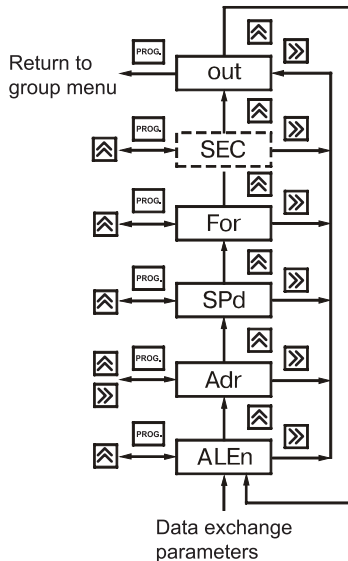 PROG.
Return to
group menu
out
PROG.
SEC
PROG.
For
PROG.
SPd
PROG.
Adr
PROG.
ALEn
Data exchange
parameters